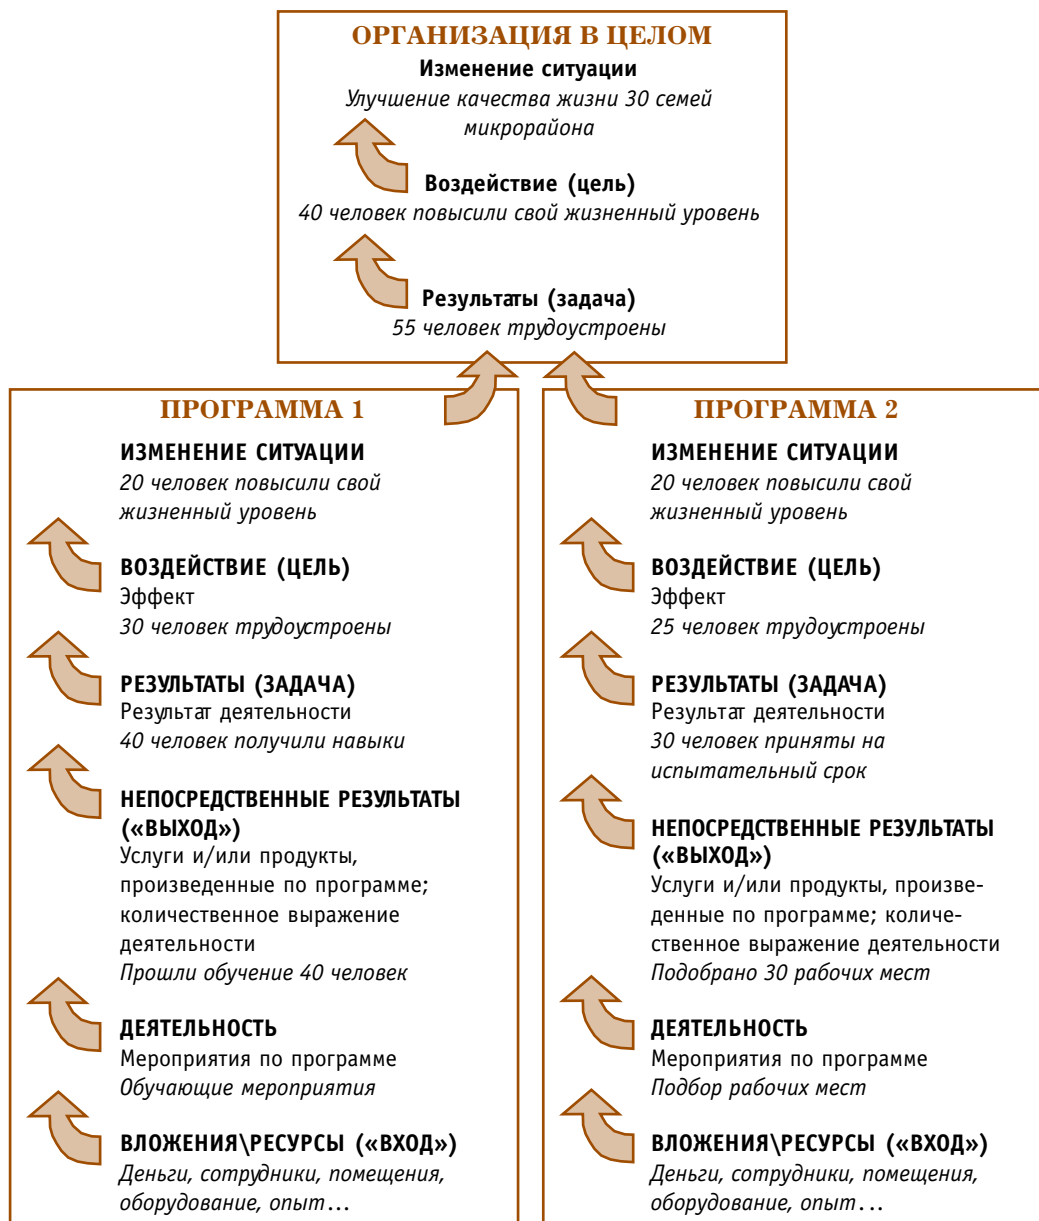 ОРГАНИЗАЦИЯ В ЦЕЛОМ
Изменение ситуации
Улучшение качества жизни 30 семей
микрорайона
Воздействие (цель)
40 человек повысили свой жизненный уровень
Результаты (задача)
55 человек трудоустроены
ПРОГРАММА 1
ИЗМЕНЕНИЕ СИТУАЦИИ
20 человек повысили свой
жизненный уровень
ВОЗДЕЙСТВИЕ (ЦЕЛЬ)
Эффект
30 человек трудоустроены
РЕЗУЛЬТАТЫ (ЗАДАЧА)
Результат деятельности
40 человек получили навыки
НЕПОСРЕДСТВЕННЫЕ РЕЗУЛЬТАТЫ
(«ВЫХОД»)
Услуги и/или продукты,
произведенные по программе;
количественное выражение
деятельности
Прошли обучение 40 человек
ДЕЯТЕЛЬНОСТЬ
Мероприятия по программе
Обучающие мероприятия
ВЛОЖЕНИЯ\РЕСУРСЫ («ВХОД»)
Деньги, сотрудники, помещения,
оборудование, опыт...
ПРОГРАММА 2
ИЗМЕНЕНИЕ СИТУАЦИИ
20 человек повысили свой
жизненный уровень
ВОЗДЕЙСТВИЕ (ЦЕЛЬ)
Эффект
25 человек трудоустроены
РЕЗУЛЬТАТЫ (ЗАДАЧА)
Результат деятельности
30 человек приняты на
испытательный срок
НЕПОСРЕДСТВЕННЫЕ РЕЗУЛЬТАТЫ
(«ВЫХОД»)
Услуги и/или продукты, произве-
денные по программе; количе-
ственное выражение деятельности
Подобрано 30 рабочих мест
ДЕЯТЕЛЬНОСТЬ
Мероприятия по программе
Подбор рабочих мест
ВЛОЖЕНИЯ\РЕСУРСЫ («ВХОД»)
Деньги, сотрудники, помещения,
оборудование, опыт...